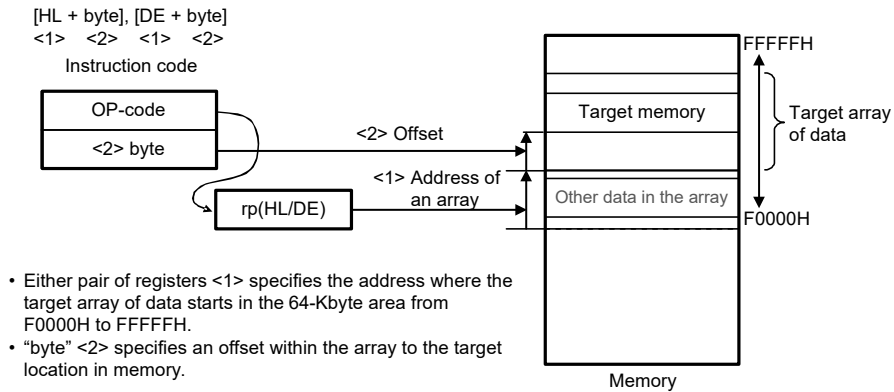 [HL + byte], [DE + byte]
<1> <2> <1> <2>
Instruction code
OP-code
<2> byte
rp(HL/DE)
<2> Offset
<1> Address of
an array
FFFFFH
Target memory
Target array
of data
Other data in the array
F0000H
Memory
• Either pair of registers <1> specifies the address where the
target array of data starts in the 64-Kbyte area from
F0000H to FFFFFH.
• “byte” <2> specifies an offset within the array to the target
location in memory.